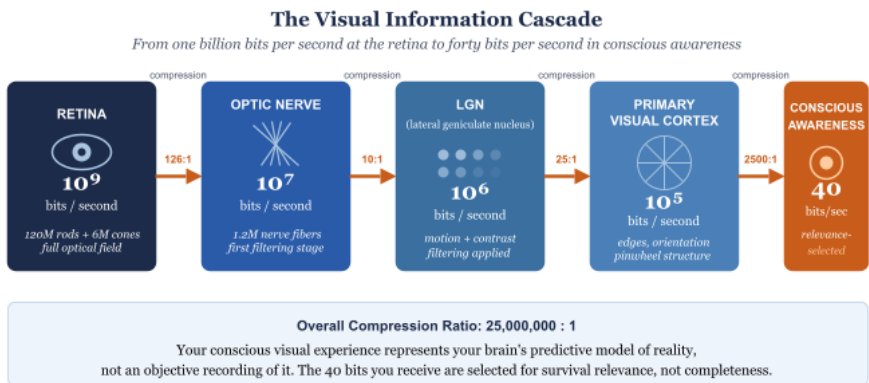 The Visual Information Cascade
From one billion bits per second at the retina to forty bits per second in conscious awareness
compression
compression
compression
compression
RETINA
10⁹
bits / second
120M rods + 6M cones
full optical field
126:1
OPTIC NERVE
10⁷
bits / second
1.2M nerve fibers
first filtering stage
10:1
LGN
(lateral geniculate nucleus)
10⁶
bits / second
motion + contrast
filtering applied
25:1
PRIMARY
VISUAL CORTEX
10⁵
bits / second
edges, orientation
pinwheel structure
2500:1
CONSCIOUS
AWARENESS
40
bits/sec
relevance-
selected
Overall Compression Ratio: 25,000,000 : 1
Your conscious visual experience represents your brain's predictive model of reality,
not an objective recording of it. The 40 bits you receive are selected for survival relevance, not completeness.